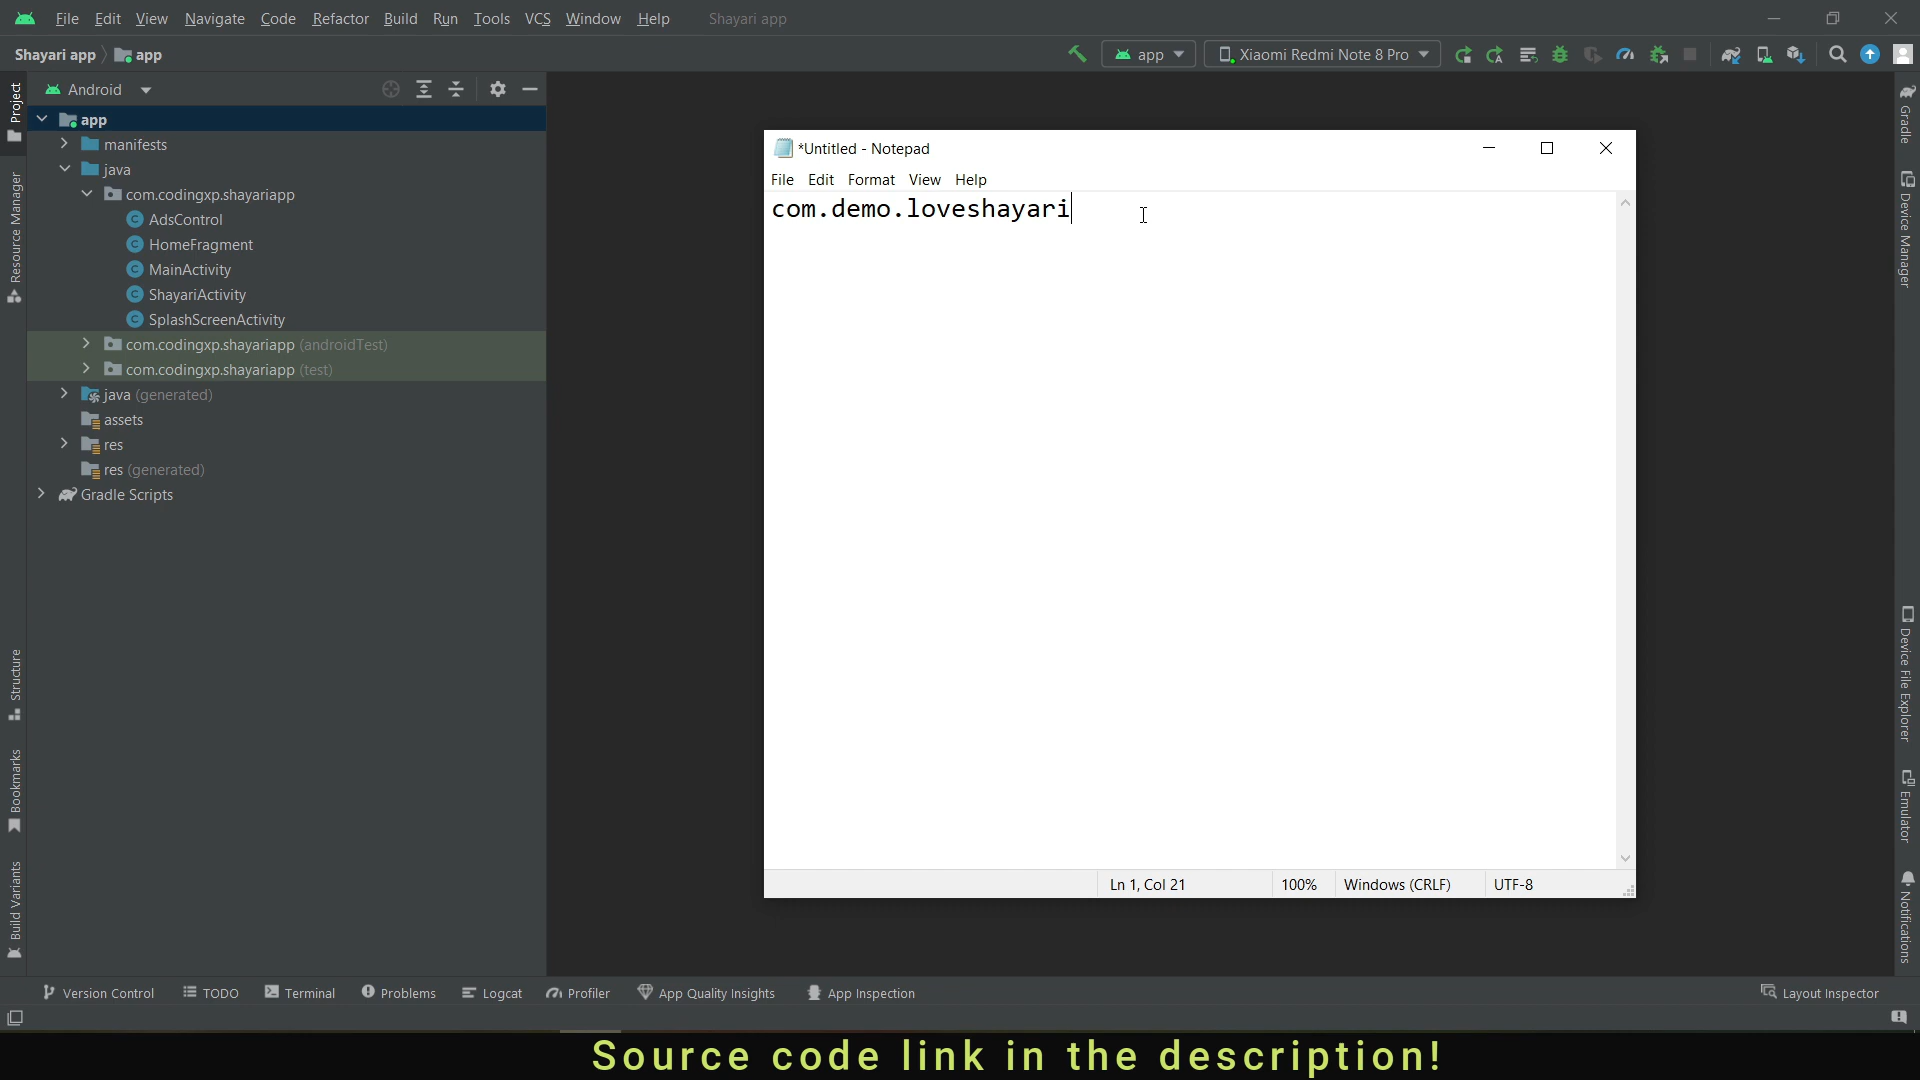 File Edit View Navigate Code Refactor Build Run Tools VCS Window Help Shayari app
Shayari app app
app Xiaomi Redmi Note 8 Pro
Android
app
manifests
java
com.codingxp.shayariapp
C AdsControl
C HomeFragment
C MainActivity
C ShayariActivity
C SplashScreenActivity
com.codingxp.shayariapp (androidTest)
com.codingxp.shayariapp (test)
java (generated)
assets
res
res (generated)
Gradle Scripts
Project
Resource Manager
Structure
Bookmarks
Build Variants
*Untitled - Notepad
File Edit Format View Help
com.demo.loveshayari
Ln 1, Col 21 100% Windows (CRLF) UTF-8
Gradle
Device Manager
Device File Explorer
Emulator
Notifications
Version Control TODO Terminal Problems Logcat Profiler App Quality Insights App Inspection Layout Inspector
Source code link in the description!